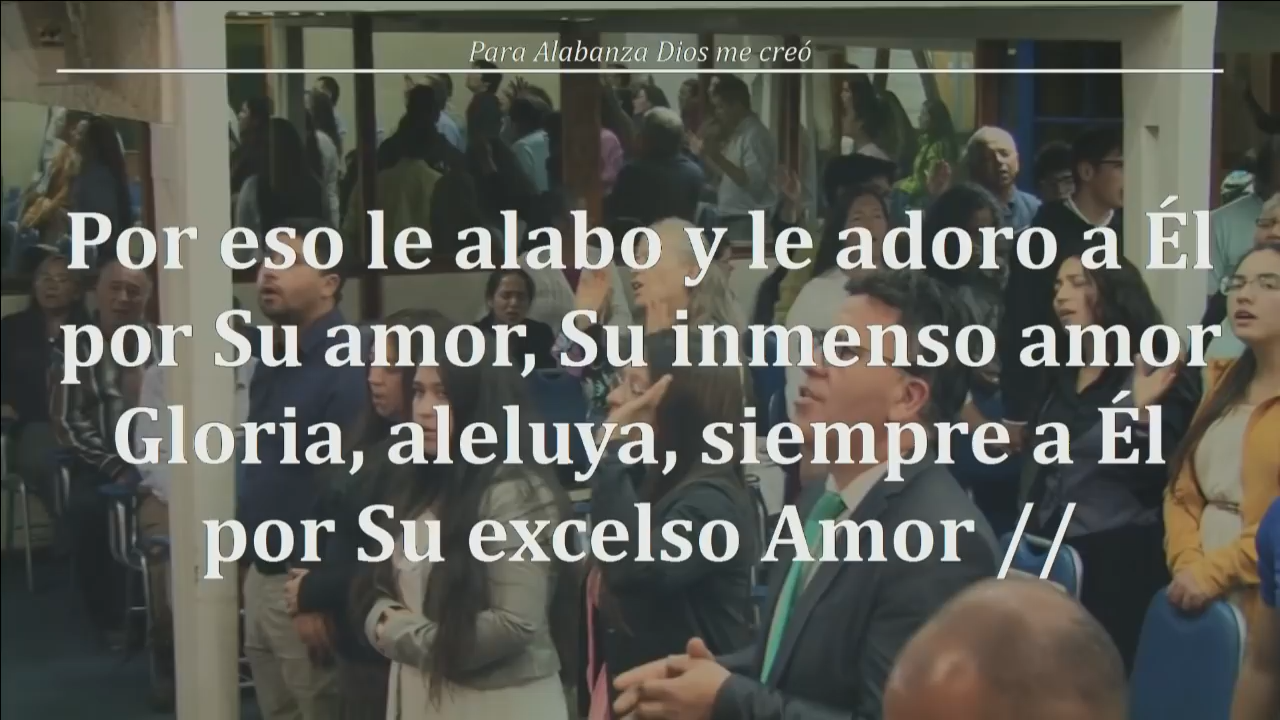 Para Alabanza Dios me creó
Por eso le alabo y le adoro a Él
por Su amor, Su inmenso amor
Gloria, aleluya, siempre a Él
por Su excelso Amor //